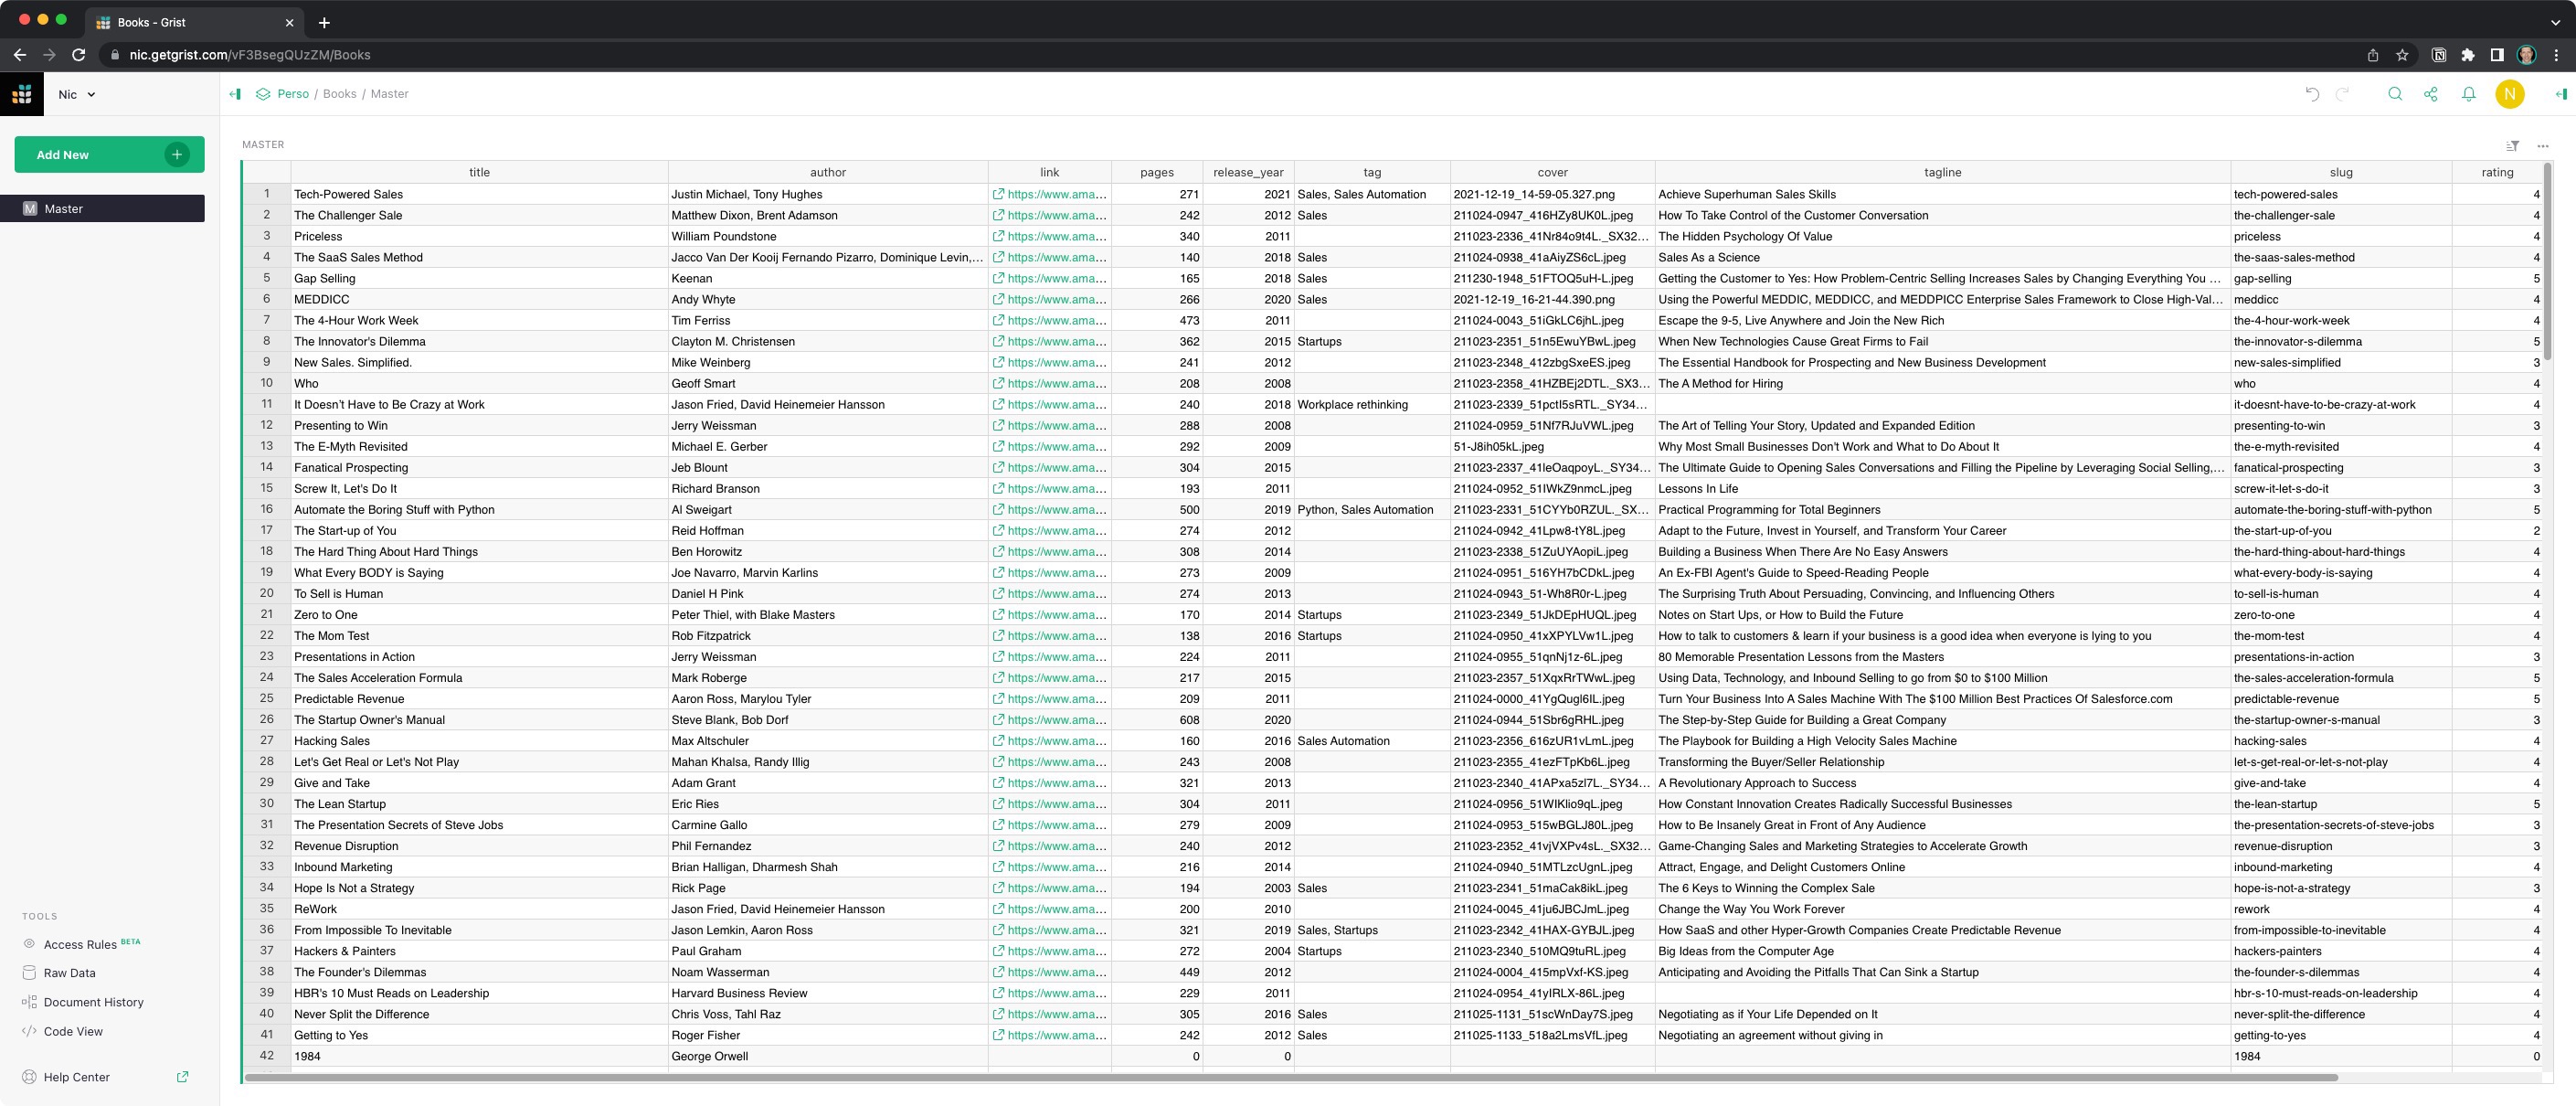 Books - Grist
nic.getgrist.com/vF3BsegQUzZM/Books
Nic
Perso / Books / Master
N
Add New
M Master
MASTER
title author link pages release_year tag cover tagline slug rating
1 Tech-Powered Sales Justin Michael, Tony Hughes https://www.ama... 271 2021 Sales, Sales Automation 2021-12-19_14-59-05.327.png Achieve Superhuman Sales Skills tech-powered-sales 4
2 The Challenger Sale Matthew Dixon, Brent Adamson https://www.ama... 242 2012 Sales 211024-0947_416HZy8UK0L.jpeg How To Take Control of the Customer Conversation the-challenger-sale 4
3 Priceless William Poundstone https://www.ama... 340 2011 211023-2336_41Nr84o9t4L._SX32... The Hidden Psychology Of Value priceless 4
4 The SaaS Sales Method Jacco Van Der Kooij Fernando Pizarro, Dominique Levin,... https://www.ama... 140 2018 Sales 211024-0938_41aAiyZS6cL.jpeg Sales As a Science the-saas-sales-method 4
5 Gap Selling Keenan https://www.ama... 165 2018 Sales 211230-1948_51FTOQ5uH-L.jpeg Getting the Customer to Yes: How Problem-Centric Selling Increases Sales by Changing Everything You ... gap-selling 5
6 MEDDICC Andy Whyte https://www.ama... 266 2020 Sales 2021-12-19_16-21-44.390.png Using the Powerful MEDDIC, MEDDICC, and MEDDPICC Enterprise Sales Framework to Close High-Val... meddicc 4
7 The 4-Hour Work Week Tim Ferriss https://www.ama... 473 2011 211024-0043_51iGkLC6jhL.jpeg Escape the 9-5, Live Anywhere and Join the New Rich the-4-hour-work-week 4
8 The Innovator's Dilemma Clayton M. Christensen https://www.ama... 362 2015 Startups 211023-2351_51n5EwuYBwL.jpeg When New Technologies Cause Great Firms to Fail the-innovator-s-dilemma 5
9 New Sales. Simplified. Mike Weinberg https://www.ama... 241 2012 211023-2348_412zbgSxeES.jpeg The Essential Handbook for Prospecting and New Business Development new-sales-simplified 3
10 Who Geoff Smart https://www.ama... 208 2008 211023-2358_41HZBEj2DTL._SX3... The A Method for Hiring who 4
11 It Doesn't Have to Be Crazy at Work Jason Fried, David Heinemeier Hansson https://www.ama... 240 2018 Workplace rethinking 211023-2339_51pctI5sRTL._SY34... it-doesnt-have-to-be-crazy-at-work 4
12 Presenting to Win Jerry Weissman https://www.ama... 288 2008 211024-0959_51Nf7RJuVWL.jpeg The Art of Telling Your Story, Updated and Expanded Edition presenting-to-win 3
13 The E-Myth Revisited Michael E. Gerber https://www.ama... 292 2009 51-J8ih05kL.jpeg Why Most Small Businesses Don't Work and What to Do About It the-e-myth-revisited 4
14 Fanatical Prospecting Jeb Blount https://www.ama... 304 2015 211023-2337_41leOaqpoyL._SY34... The Ultimate Guide to Opening Sales Conversations and Filling the Pipeline by Leveraging Social Selling,... fanatical-prospecting 3
15 Screw It, Let's Do It Richard Branson https://www.ama... 193 2011 211024-0952_51IWkZ9nmcL.jpeg Lessons In Life screw-it-let-s-do-it 3
16 Automate the Boring Stuff with Python Al Sweigart https://www.ama... 500 2019 Python, Sales Automation 211023-2331_51CYYb0RZUL._SX... Practical Programming for Total Beginners automate-the-boring-stuff-with-python 5
17 The Start-up of You Reid Hoffman https://www.ama... 274 2012 211024-0942_41Lpw8-tY8L.jpeg Adapt to the Future, Invest in Yourself, and Transform Your Career the-start-up-of-you 2
18 The Hard Thing About Hard Things Ben Horowitz https://www.ama... 308 2014 211023-2338_51ZuUYAopiL.jpeg Building a Business When There Are No Easy Answers the-hard-thing-about-hard-things 4
19 What Every BODY is Saying Joe Navarro, Marvin Karlins https://www.ama... 273 2009 211024-0951_516YH7bCDkL.jpeg An Ex-FBI Agent's Guide to Speed-Reading People what-every-body-is-saying 4
20 To Sell is Human Daniel H Pink https://www.ama... 274 2013 211024-0943_51-Wh8R0r-L.jpeg The Surprising Truth About Persuading, Convincing, and Influencing Others to-sell-is-human 4
21 Zero to One Peter Thiel, with Blake Masters https://www.ama... 170 2014 Startups 211023-2349_51JkDEpHUQL.jpeg Notes on Start Ups, or How to Build the Future zero-to-one 4
22 The Mom Test Rob Fitzpatrick https://www.ama... 138 2016 Startups 211024-0950_41xXPYLVw1L.jpeg How to talk to customers & learn if your business is a good idea when everyone is lying to you the-mom-test 4
23 Presentations in Action Jerry Weissman https://www.ama... 224 2011 211024-0955_51qnNj1z-6L.jpeg 80 Memorable Presentation Lessons from the Masters presentations-in-action 3
24 The Sales Acceleration Formula Mark Roberge https://www.ama... 217 2015 211023-2357_51XqxRrTWwL.jpeg Using Data, Technology, and Inbound Selling to go from $0 to $100 Million the-sales-acceleration-formula 5
25 Predictable Revenue Aaron Ross, Marylou Tyler https://www.ama... 209 2011 211024-0000_41YgQugl6IL.jpeg Turn Your Business Into A Sales Machine With The $100 Million Best Practices Of Salesforce.com predictable-revenue 5
26 The Startup Owner's Manual Steve Blank, Bob Dorf https://www.ama... 608 2020 211024-0944_51Sbr6gRHL.jpeg The Step-by-Step Guide for Building a Great Company the-startup-owner-s-manual 3
27 Hacking Sales Max Altschuler https://www.ama... 160 2016 Sales Automation 211023-2356_616zUR1vLmL.jpeg The Playbook for Building a High Velocity Sales Machine hacking-sales 4
28 Let's Get Real or Let's Not Play Mahan Khalsa, Randy Illig https://www.ama... 243 2008 211023-2355_41ezFTpKb6L.jpeg Transforming the Buyer/Seller Relationship let-s-get-real-or-let-s-not-play 4
29 Give and Take Adam Grant https://www.ama... 321 2013 211023-2340_41APxa5zl7L._SY34... A Revolutionary Approach to Success give-and-take 4
30 The Lean Startup Eric Ries https://www.ama... 304 2011 211024-0956_51WIKlio9qL.jpeg How Constant Innovation Creates Radically Successful Businesses the-lean-startup 5
31 The Presentation Secrets of Steve Jobs Carmine Gallo https://www.ama... 279 2009 211024-0953_515wBGLJ80L.jpeg How to Be Insanely Great in Front of Any Audience the-presentation-secrets-of-steve-jobs 3
32 Revenue Disruption Phil Fernandez https://www.ama... 240 2012 211023-2352_41vjVXPv4sL._SX32... Game-Changing Sales and Marketing Strategies to Accelerate Growth revenue-disruption 3
33 Inbound Marketing Brian Halligan, Dharmesh Shah https://www.ama... 216 2014 211024-0940_51MTLzcUgnL.jpeg Attract, Engage, and Delight Customers Online inbound-marketing 4
34 Hope Is Not a Strategy Rick Page https://www.ama... 194 2003 Sales 211023-2341_51maCak8ikL.jpeg The 6 Keys to Winning the Complex Sale hope-is-not-a-strategy 3
35 ReWork Jason Fried, David Heinemeier Hansson https://www.ama... 200 2010 211024-0045_41ju6JBCJmL.jpeg Change the Way You Work Forever rework 4
36 From Impossible To Inevitable Jason Lemkin, Aaron Ross https://www.ama... 321 2019 Sales, Startups 211023-2342_41HAX-GYBJL.jpeg How SaaS and other Hyper-Growth Companies Create Predictable Revenue from-impossible-to-inevitable 4
37 Hackers & Painters Paul Graham https://www.ama... 272 2004 Startups 211023-2340_510MQ9tuRL.jpeg Big Ideas from the Computer Age hackers-painters 4
38 The Founder's Dilemmas Noam Wasserman https://www.ama... 449 2012 211024-0004_415mpVxf-KS.jpeg Anticipating and Avoiding the Pitfalls That Can Sink a Startup the-founder-s-dilemmas 4
39 HBR's 10 Must Reads on Leadership Harvard Business Review https://www.ama... 229 2011 211024-0954_41yIRLX-86L.jpeg hbr-s-10-must-reads-on-leadership 4
40 Never Split the Difference Chris Voss, Tahl Raz https://www.ama... 305 2016 Sales 211025-1131_51scWnDay7S.jpeg Negotiating as if Your Life Depended on It never-split-the-difference 4
41 Getting to Yes Roger Fisher https://www.ama... 242 2012 Sales 211025-1133_518a2LmsVfL.jpeg Negotiating an agreement without giving in getting-to-yes 4
42 1984 George Orwell 0 0 1984 0
TOOLS
Access Rules BETA
Raw Data
Document History
Code View
Help Center